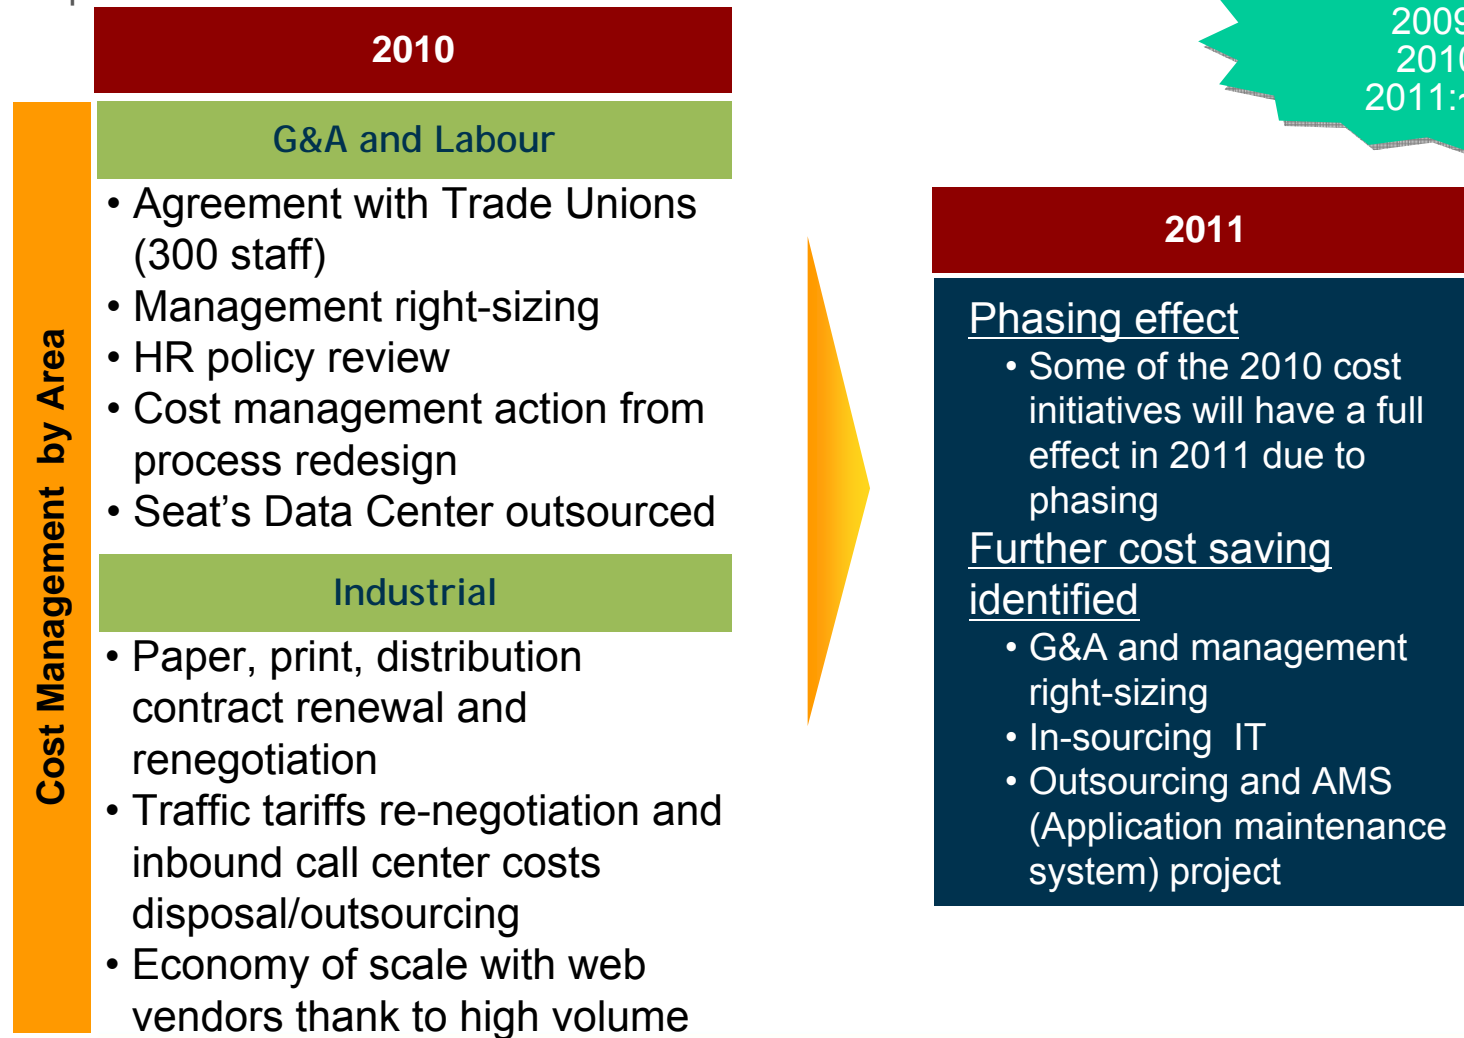 2010
G&A and Labour
• Agreement with Trade Unions
(300 staff)
• Management right-sizing
• HR policy review
• Cost management action from
process redesign
• Seat’s Data Center outsourced
Industrial
• Paper, print, distribution
contract renewal and
renegotiation
• Traffic tariffs re-negotiation and
inbound call center costs
disposal/outsourcing
• Economy of scale with web
vendors thank to high volume
Cost Management by Area
2009
2010
2011:~
2011
Phasing effect
• Some of the 2010 cost
initiatives will have a full
effect in 2011 due to
phasing
Further cost saving
identified
• G&A and management
right-sizing
• In-sourcing IT
• Outsourcing and AMS
(Application maintenance
system) project